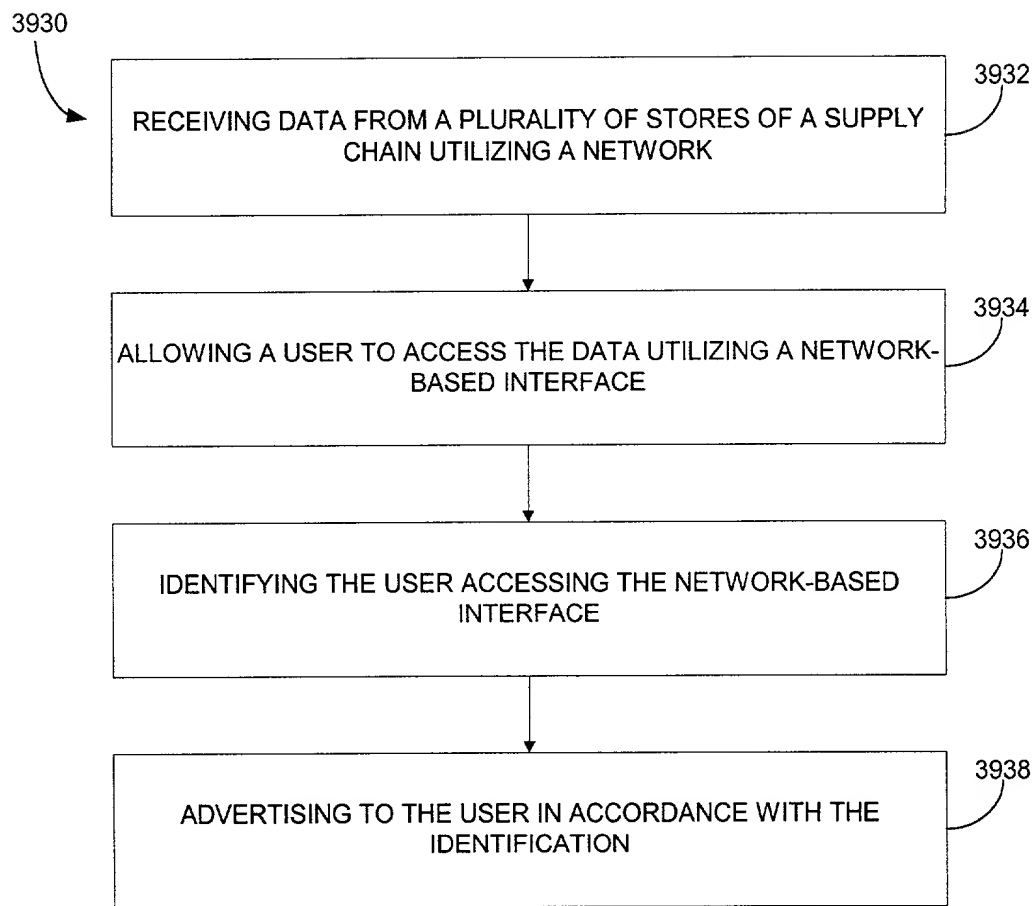 3930
3932
RECEIVING DATA FROM A PLURALITY OF STORES OF A SUPPLY
CHAIN UTILIZING A NETWORK
3934
ALLOWING A USER TO ACCESS THE DATA UTILIZING A NETWORK-
BASED INTERFACE
3936
IDENTIFYING THE USER ACCESSING THE NETWORK-BASED
INTERFACE
3938
ADVERTISING TO THE USER IN ACCORDANCE WITH THE
IDENTIFICATION